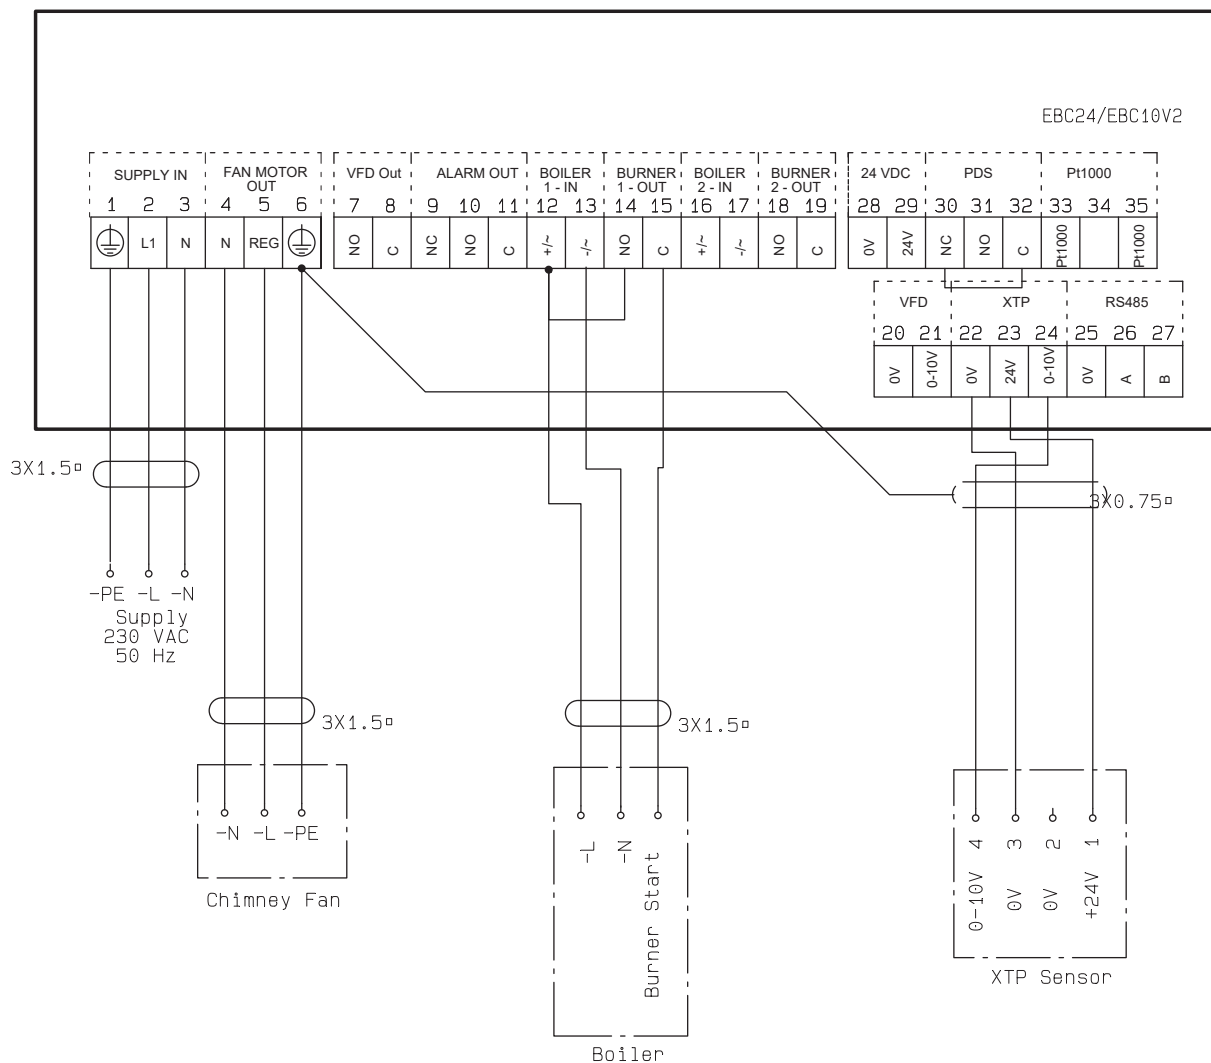 EBC24/EBC10V2
SUPPLY IN
FAN MOTOR
OUT
VFD Out
ALARM OUT
BOILER
1 - IN
BURNER
1 - OUT
BOILER
2 - IN
BURNER
2 - OUT
24 VDC
PDS
Pt1000
1 2 3 4 5 6 7 8 9 10 11 12 13 14 15 16 17 18 19 28 29 30 31 32 33 34 35
L1 N N REG NO C NC NO C +/~ -/~ NO C +/~ -/~ NO C 0V 24V NC NO C Pt1000 Pt1000
VFD XTP RS485
20 21 22 23 24 25 26 27
0V 0-10V 0V 24V 0-10V 0V A B
3X1.5▫
3X0.75▫
-PE -L -N
Supply
230 VAC
50 Hz
3X1.5▫
3X1.5▫
-N -L -PE
Chimney Fan
-L
-N
Burner Start
Boiler
4 3 2 1
0-10V 0V 0V +24V
XTP Sensor